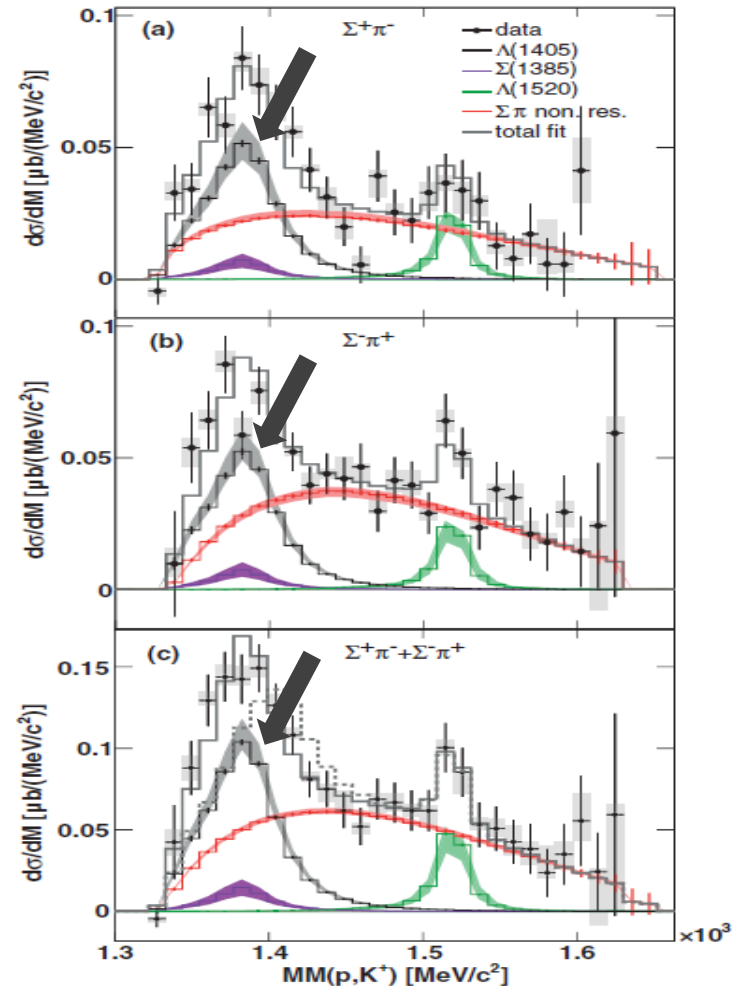 0.1
(a)
Σ⁺π⁻
data
Λ(1405)
Σ(1385)
Λ(1520)
Σπ non. res.
total fit
0.05
0
dσ/dM [μb/(MeV/c²)]
0.1
(b)
Σ⁻π⁺
0.05
0
dσ/dM [μb/(MeV/c²)]
(c)
Σ⁺π⁻+Σ⁻π⁺
0.15
0.1
0.05
0
dσ/dM [μb/(MeV/c²)]
1.3
1.4
1.5
1.6
×10³
MM(p,K⁺) [MeV/c²]